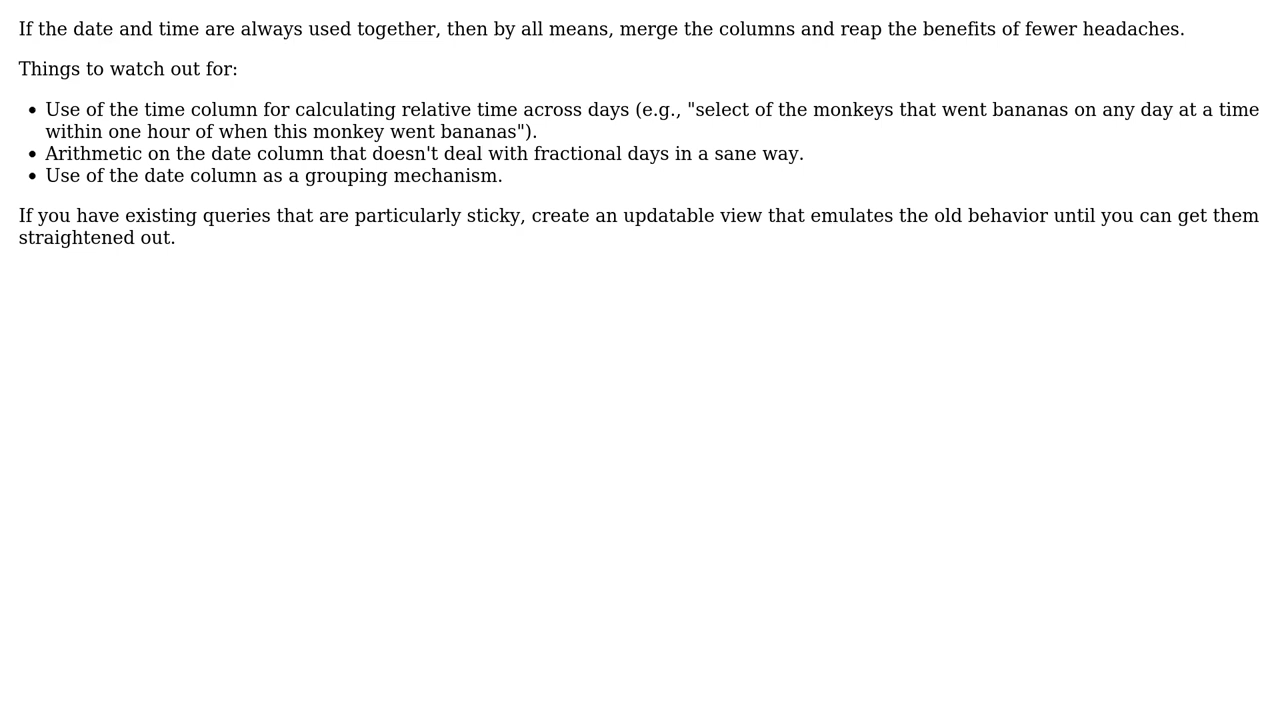 If the date and time are always used together, then by all means, merge the columns and reap the benefits of fewer headaches.
Things to watch out for:
• Use of the time column for calculating relative time across days (e.g., "select of the monkeys that went bananas on any day at a time
within one hour of when this monkey went bananas").
• Arithmetic on the date column that doesn't deal with fractional days in a sane way.
• Use of the date column as a grouping mechanism.
If you have existing queries that are particularly sticky, create an updatable view that emulates the old behavior until you can get them
straightened out.